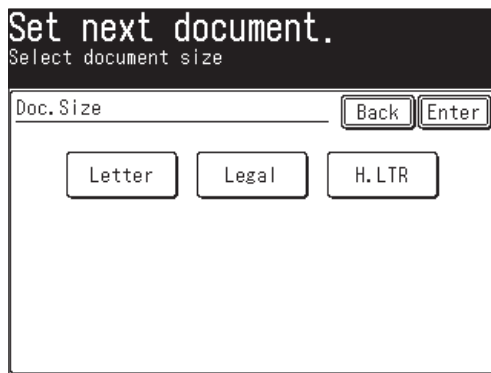 Set next document.
Select document size
Doc.Size Back Enter
Letter Legal H.LTR